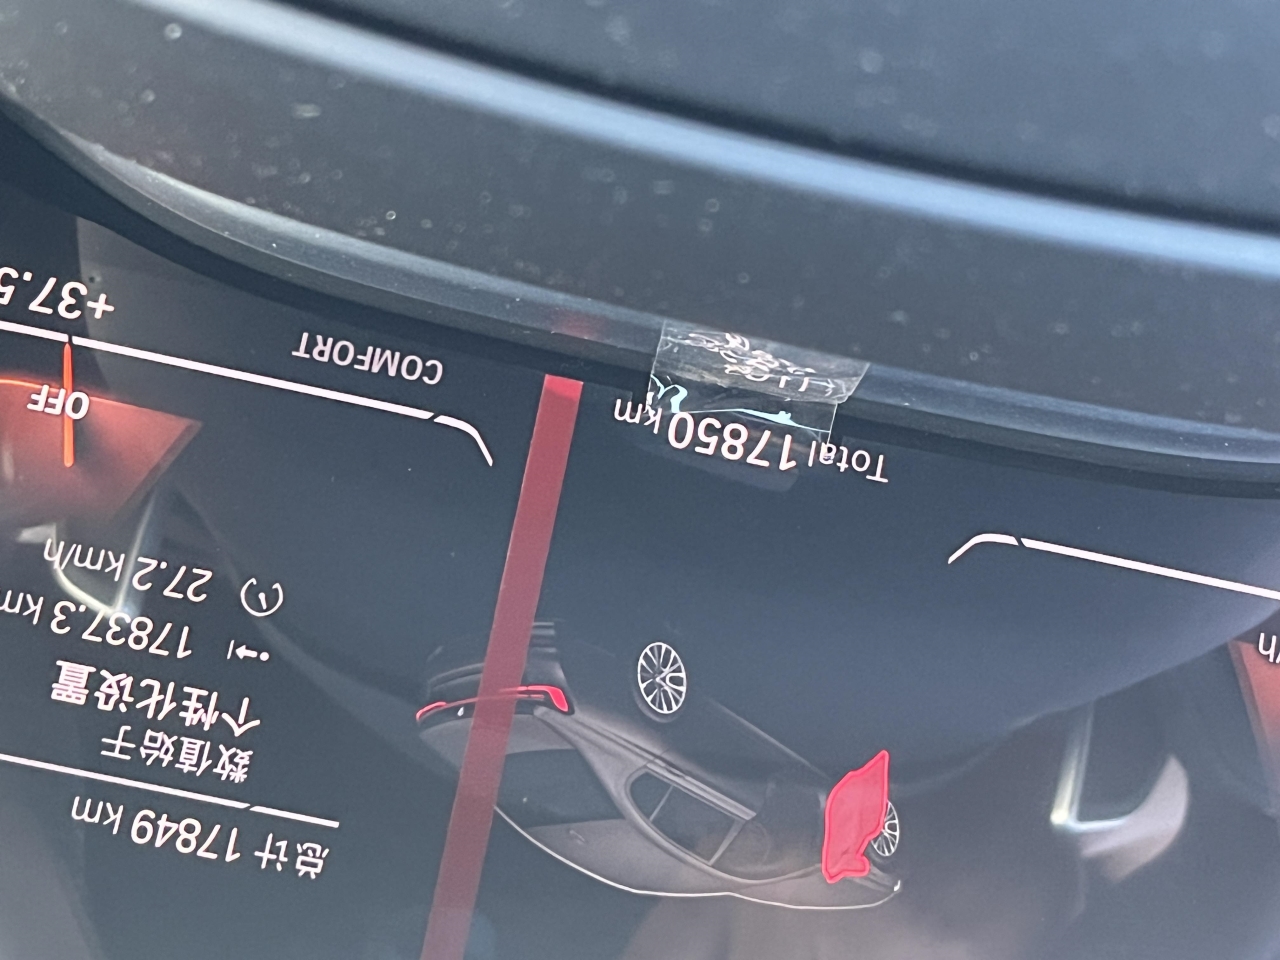 总计 17849 km
数值始于
个性化设置
17837.3 km
27.2 km/h
OFF
COMFORT
+37.5
Total 17850 km